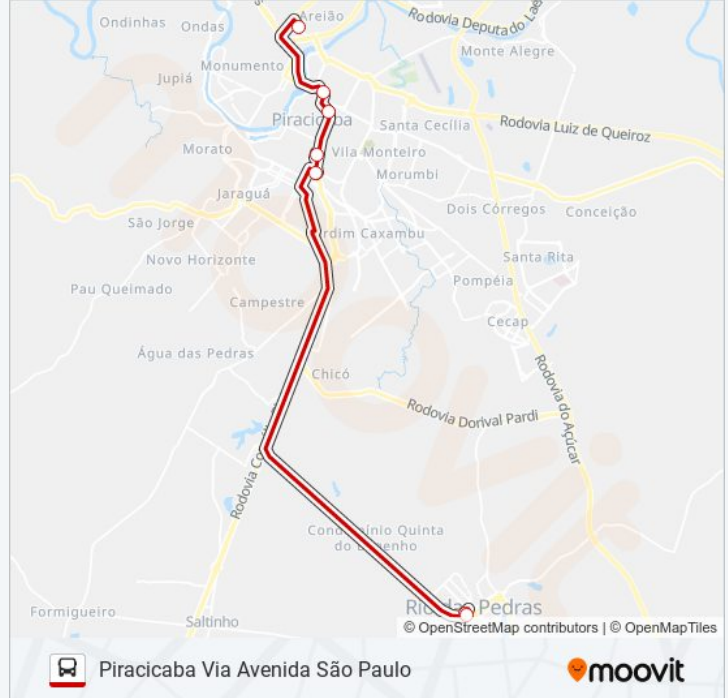 Areião
Rodovia Deputado Lae
Ondinhas
Ondas
Monte Alegre
Monumento
Jupiá
Piracicaba
Santa Cecília
Rodovia Luiz de Queiroz
Morato
Vila Monteiro
Morumbi
Jaraguá
Dois Córregos
Conceição
São Jorge
Jardim Caxambu
Novo Horizonte
Santa Rita
Pau Queimado
Pompéia
Campestre
Cecap
Água das Pedras
Chicó
Rodovia Dorival Pardi
Rodovia do Açúcar
Rodovia Co
Condomínio Quinta
do Engenho
Rio das Pedras
Formigueiro
Saltinho
© OpenStreetMap contributors | © OpenMapTiles
Piracicaba Via Avenida São Paulo
moovit
moovit